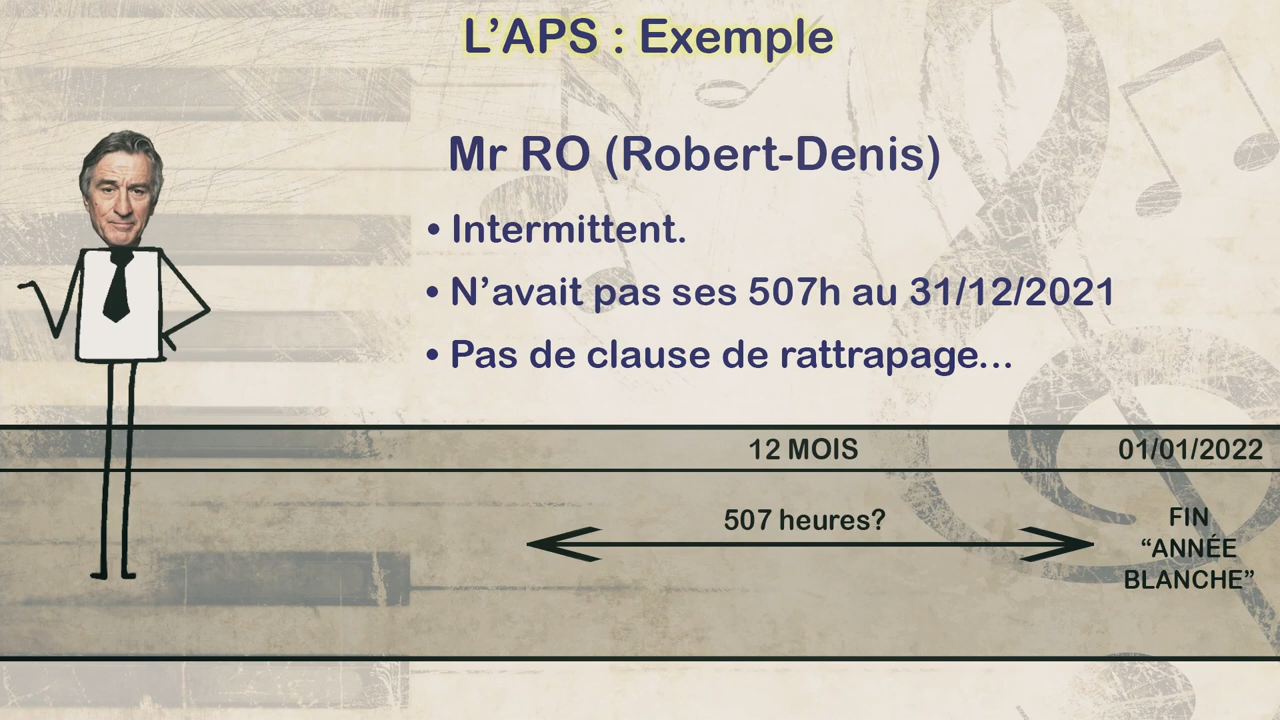 L’APS : Exemple
Mr RO (Robert-Denis)
• Intermittent.
• N’avait pas ses 507h au 31/12/2021
• Pas de clause de rattrapage...
12 MOIS
01/01/2022
507 heures?
FIN
“ANNÉE
BLANCHE”